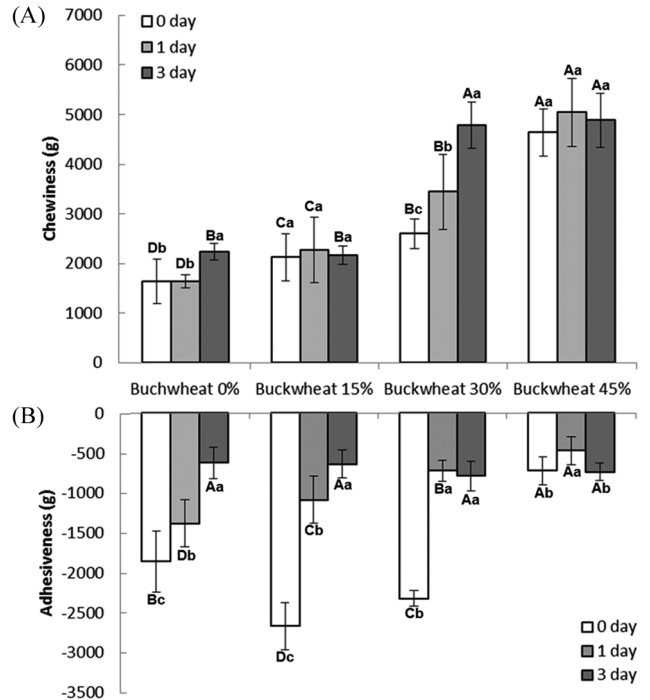 (A)
7000
6000
5000
4000
3000
2000
1000
0
Chewiness (g)
0 day
1 day
3 day
Db Db Ba
Ca Ca Ba
Bc Bb Aa
Aa Aa Aa
Buchwheat 0% Buckwheat 15% Buckwheat 30% Buckwheat 45%
(B)
0
-500
-1000
-1500
-2000
-2500
-3000
-3500
Adhesiveness (g)
Bc Db Aa
Dc Cb Aa
Cb Ba Aa
Ab Aa Ab
0 day
1 day
3 day